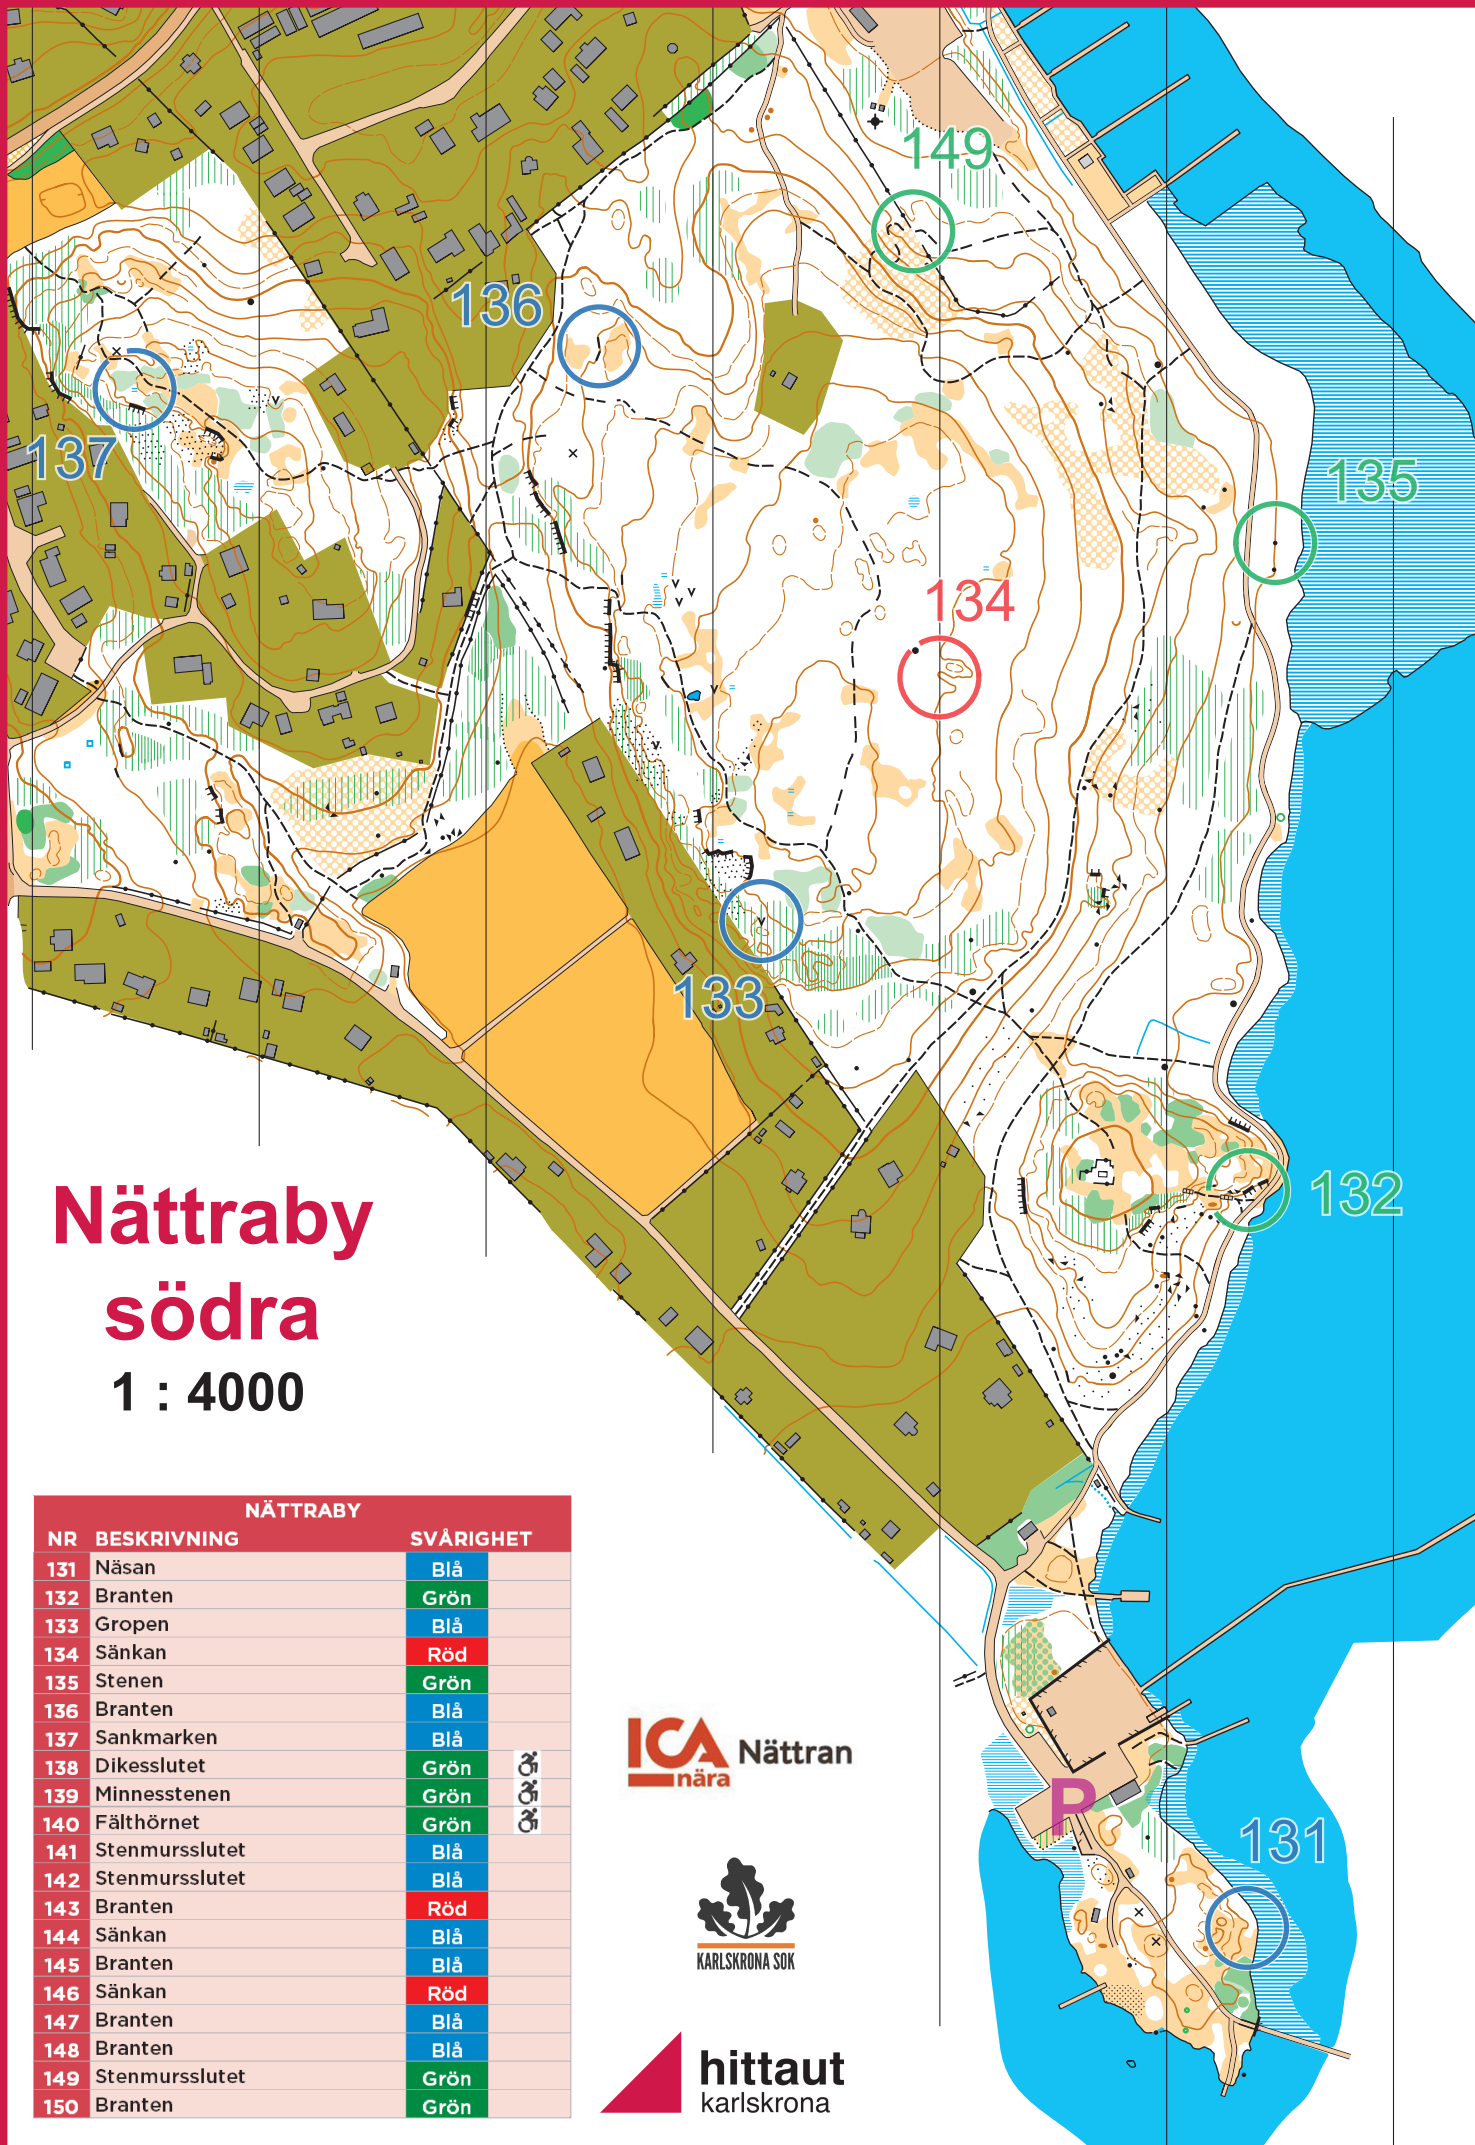 149
136
137
135
134
133
132
Nättraby
södra
1 : 4000
NÄTTRABY
NR BESKRIVNING SVÅRIGHET
131 Näsan Blå
132 Branten Grön
133 Gropen Blå
134 Sänkan Röd
135 Stenen Grön
136 Branten Blå
137 Sankmarken Blå
138 Dikesslutet Grön
139 Minnesstenen Grön
140 Fälthörnet Grön
141 Stenmursslutet Blå
142 Stenmursslutet Blå
143 Branten Röd
144 Sänkan Blå
145 Branten Blå
146 Sänkan Röd
147 Branten Blå
148 Branten Blå
149 Stenmursslutet Grön
150 Branten Grön
ICA
nära
Nättran
P
131
KARLSKRONA SOK
hittaut
karlskrona